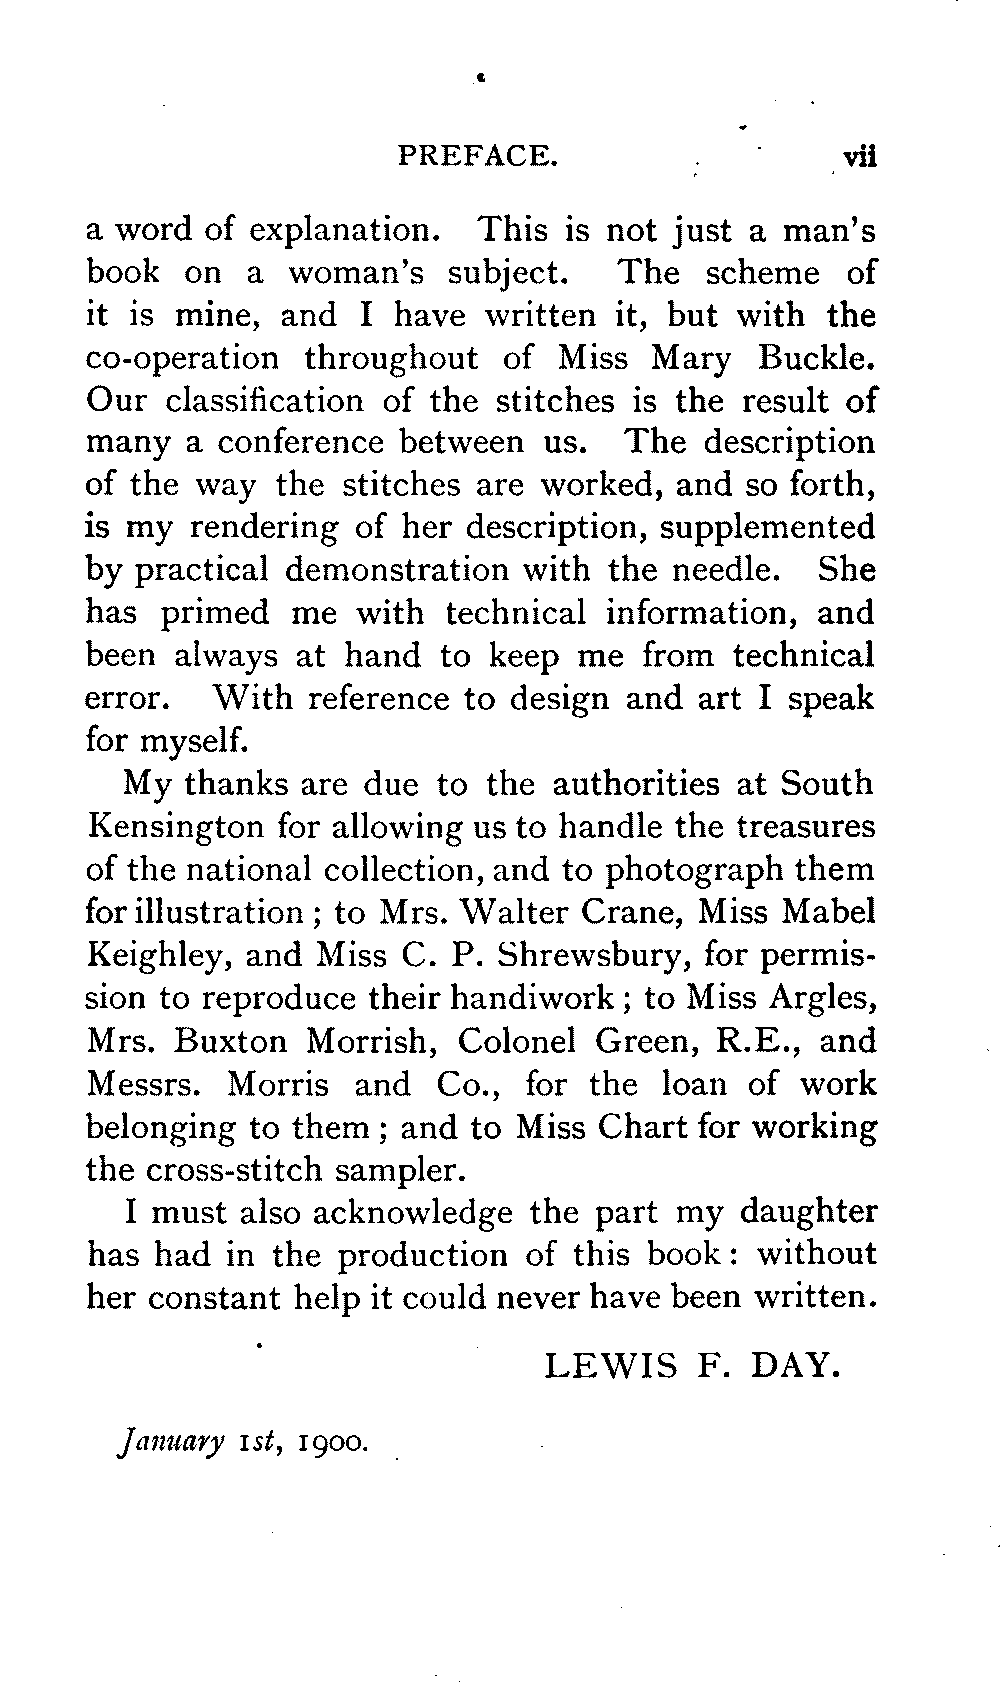 PREFACE. vii
a word of explanation. This is not just a man's
book on a woman's subject. The scheme of
it is mine, and I have written it, but with the
co-operation throughout of Miss Mary Buckle.
Our classification of the stitches is the result of
many a conference between us. The description
of the way the stitches are worked, and so forth,
is my rendering of her description, supplemented
by practical demonstration with the needle. She
has primed me with technical information, and
been always at hand to keep me from technical
error. With reference to design and art I speak
for myself.
My thanks are due to the authorities at South
Kensington for allowing us to handle the treasures
of the national collection, and to photograph them
for illustration ; to Mrs. Walter Crane, Miss Mabel
Keighley, and Miss C. P. Shrewsbury, for permis-
sion to reproduce their handiwork ; to Miss Argles,
Mrs. Buxton Morrish, Colonel Green, R.E., and
Messrs. Morris and Co., for the loan of work
belonging to them ; and to Miss Chart for working
the cross-stitch sampler.
I must also acknowledge the part my daughter
has had in the production of this book : without
her constant help it could never have been written.
LEWIS F. DAY.
January 1st, 1900.